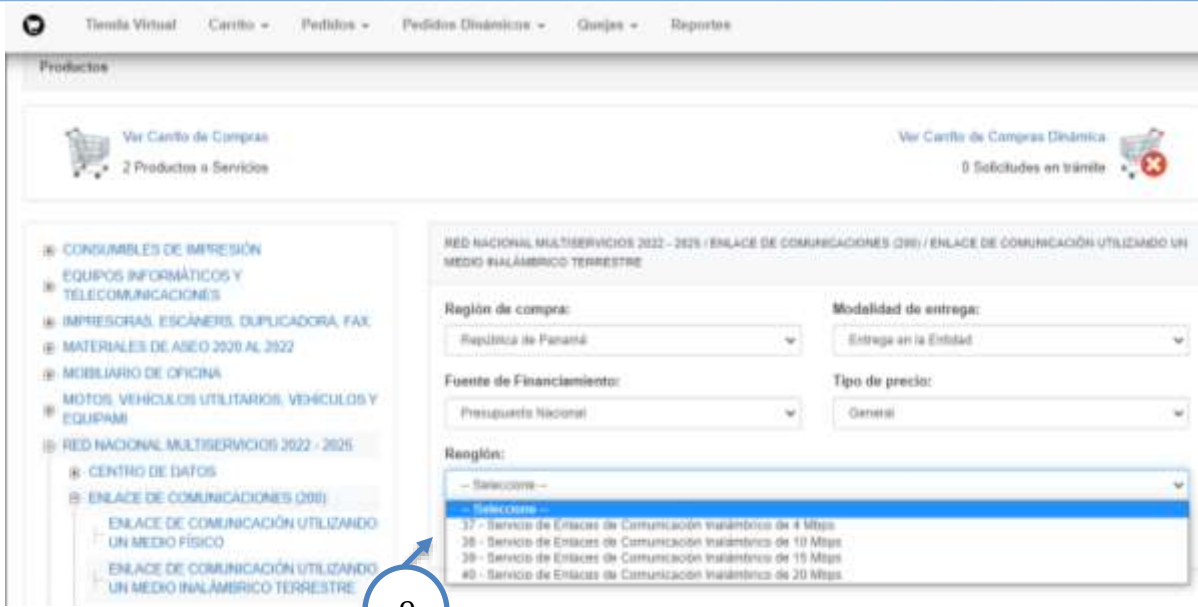 Tienda Virtual Carrito Pedidos Pedidos Dinámicos Quejas Reportes
Productos
Ver Carrito de Compras
2 Productos o Servicios
Ver Carrito de Compras Dinámica
0 Solicitudes en trámite
CONSUMIBLES DE IMPRESIÓN
EQUIPOS INFORMÁTICOS Y
TELECOMUNICACIONES
IMPRESORAS, ESCÁNERS, DUPLICADORA, FAX
MATERIALES DE ASEO 2020 AL 2022
MOBILIARIO DE OFICINA
MOTOS, VEHÍCULOS UTILITARIOS, VEHÍCULOS Y
EQUIPAMI
RED NACIONAL MULTISERVICIOS 2022 - 2025
CENTRO DE DATOS
ENLACE DE COMUNICACIONES (200)
ENLACE DE COMUNICACIÓN UTILIZANDO
UN MEDIO FÍSICO
ENLACE DE COMUNICACIÓN UTILIZANDO
UN MEDIO INALÁMBRICO TERRESTRE
RED NACIONAL MULTISERVICIOS 2022 - 2025 / ENLACE DE COMUNICACIONES (200) / ENLACE DE COMUNICACIÓN UTILIZANDO UN
MEDIO INALÁMBRICO TERRESTRE
Región de compra: Modalidad de entrega:
República de Panamá Entrega en la Entidad
Fuente de Financiamiento: Tipo de precio:
Presupuesto Nacional General
Renglón:
-- Seleccione --
-- Seleccione --
37 - Servicio de Enlaces de Comunicación Inalámbrico de 4 Mbps
38 - Servicio de Enlaces de Comunicación Inalámbrico de 10 Mbps
39 - Servicio de Enlaces de Comunicación Inalámbrico de 15 Mbps
40 - Servicio de Enlaces de Comunicación Inalámbrico de 20 Mbps